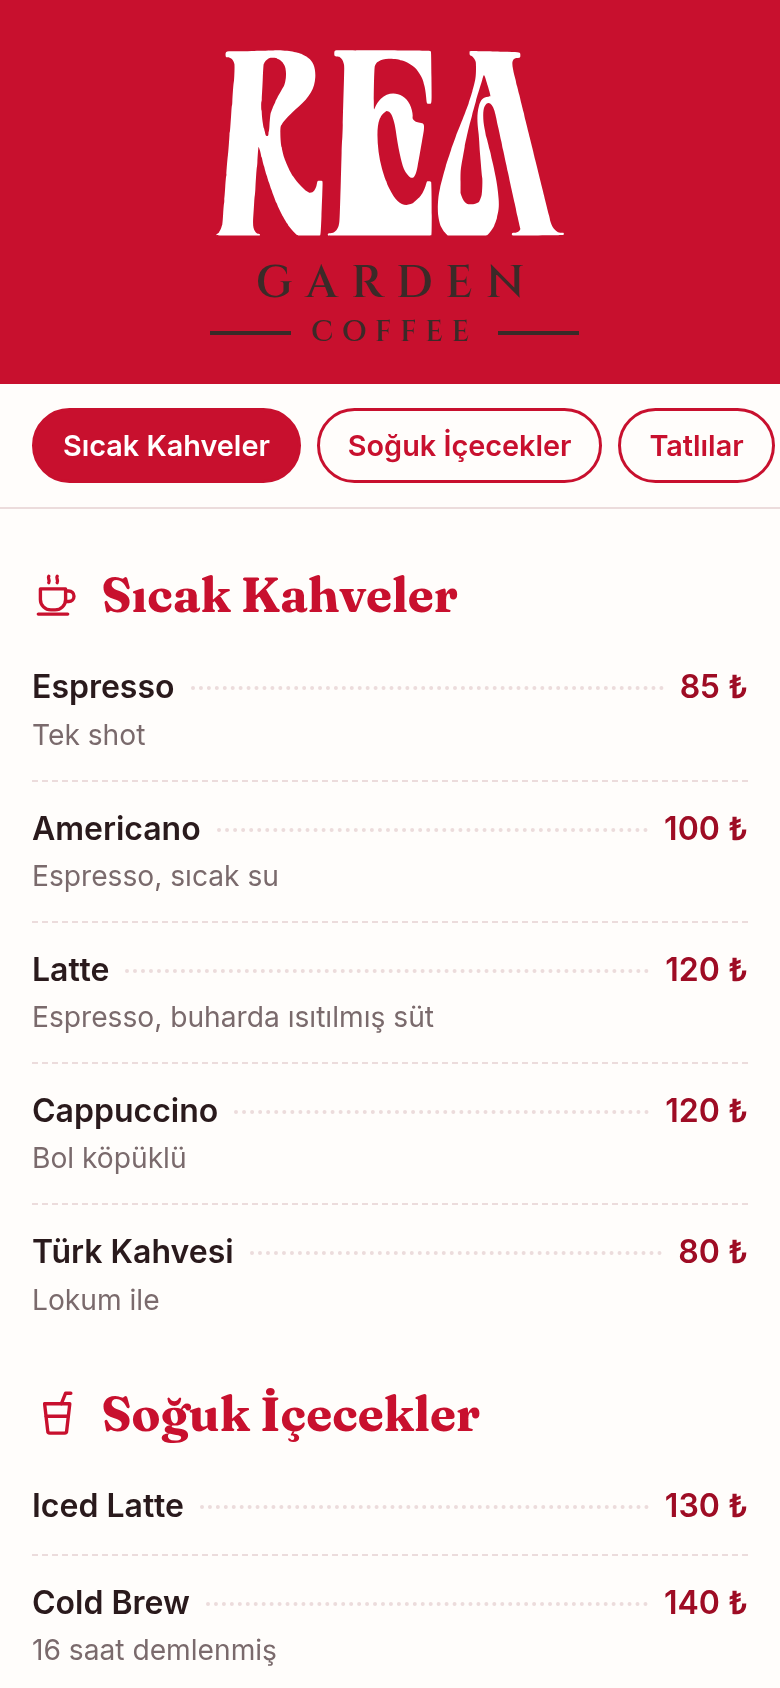 REA
GARDEN
COFFEE
Sıcak Kahveler
Soğuk İçecekler
Tatlılar
Sıcak Kahveler
Espresso 85 ₺
Tek shot
Americano 100 ₺
Espresso, sıcak su
Latte 120 ₺
Espresso, buharda ısıtılmış süt
Cappuccino 120 ₺
Bol köpüklü
Türk Kahvesi 80 ₺
Lokum ile
Soğuk İçecekler
Iced Latte 130 ₺
Cold Brew 140 ₺
16 saat demlenmiş